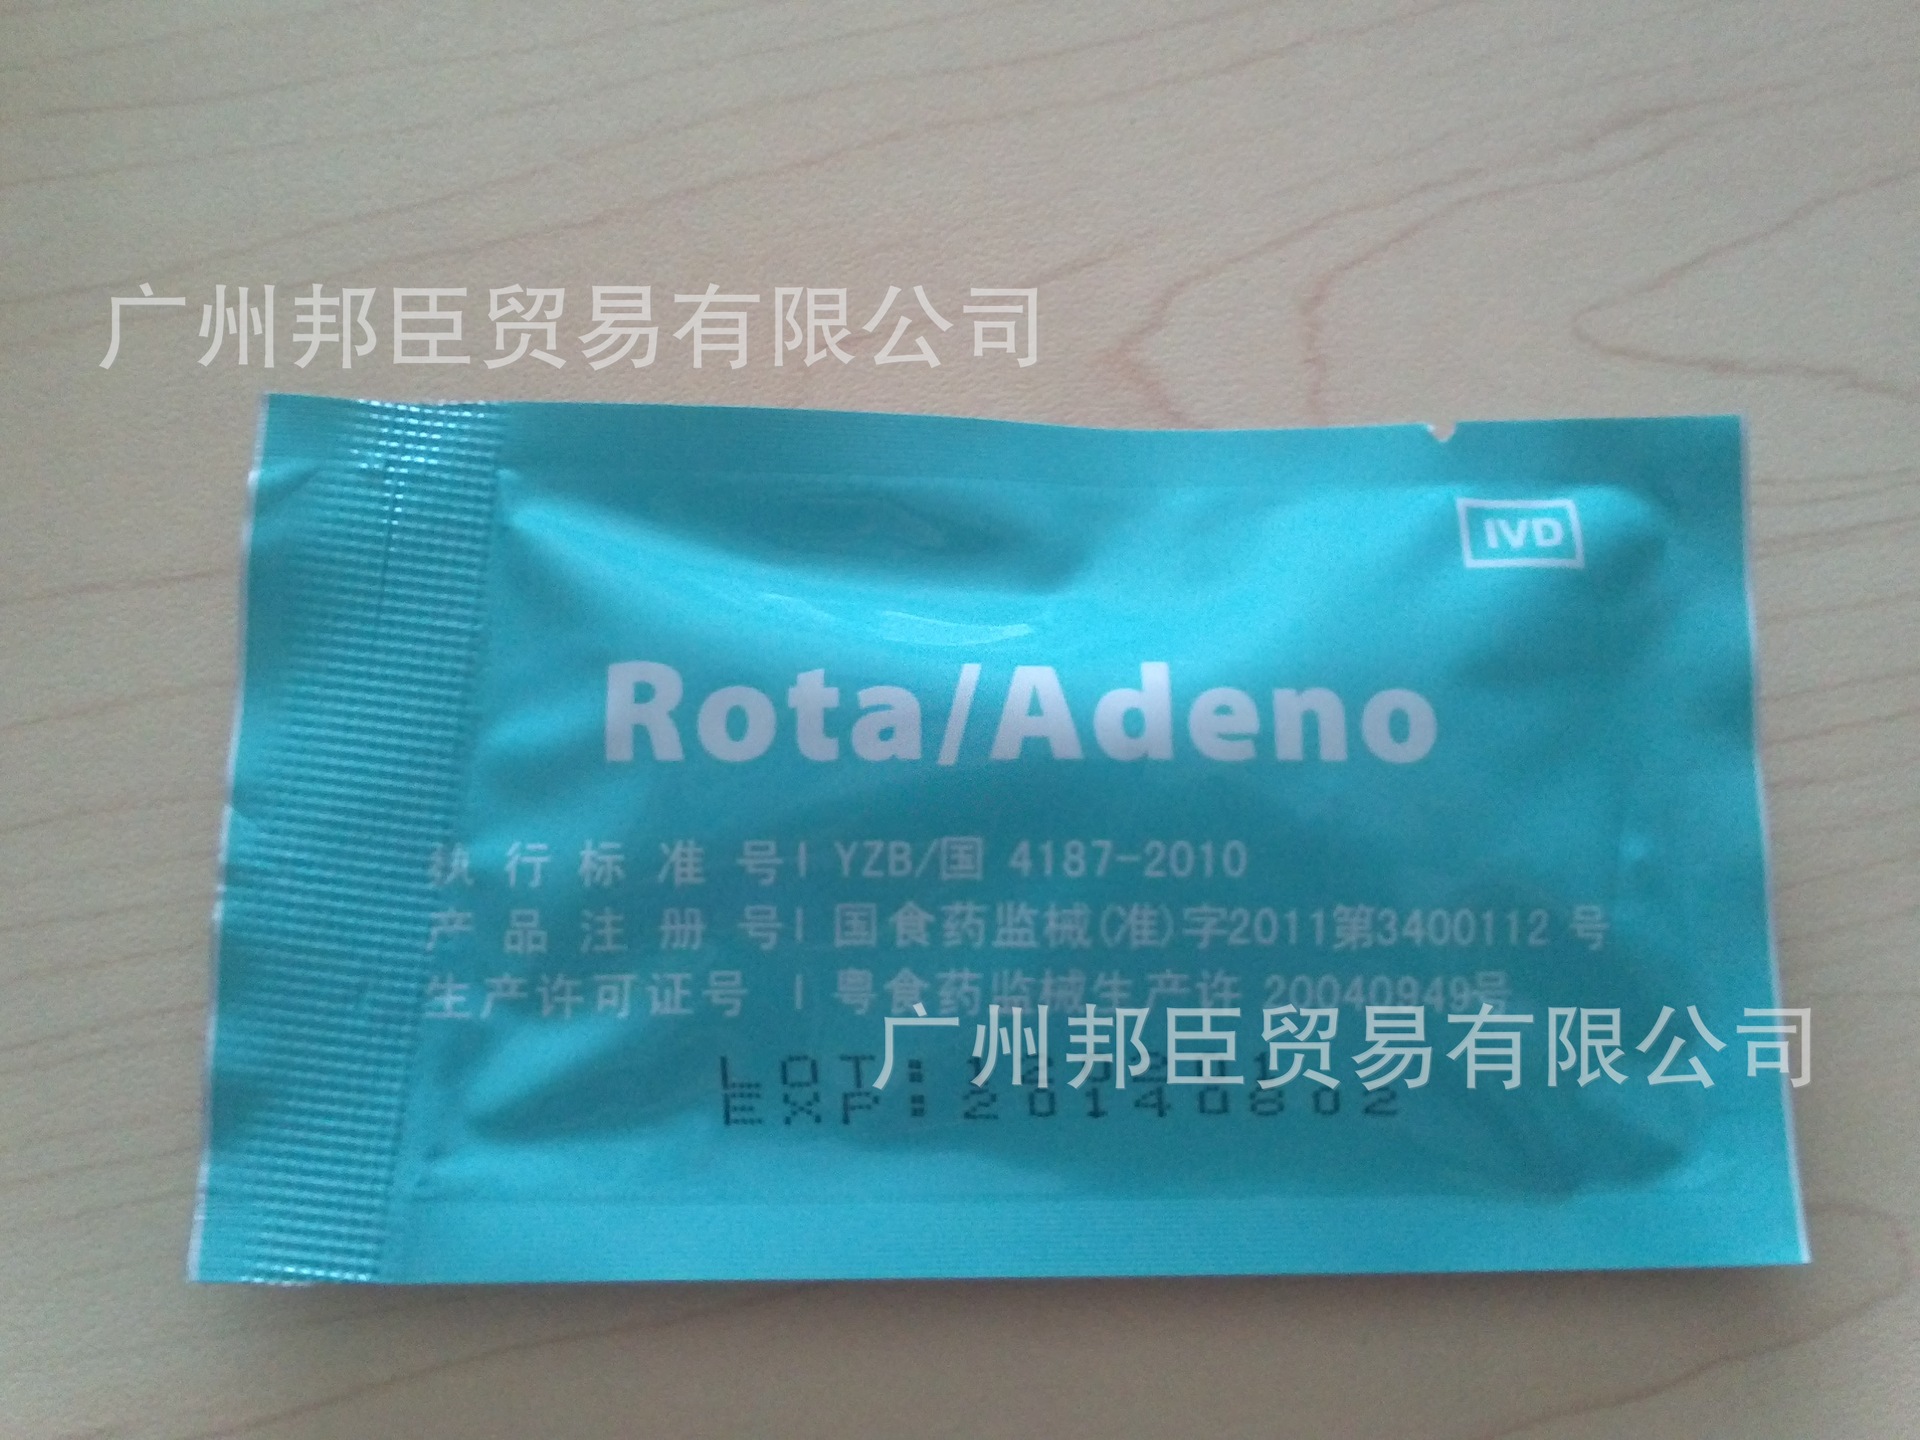 广州邦臣贸易有限公司
IVD
Rota/Adeno
执行标准号| YZB/国 4187-2010
产品注册号| 国食药监械(准)字2011第3400112 号
生产许可证号 | 粤食药监械生产许 20040949号
广州邦臣贸易有限公司
LOT:
EXP:20140802